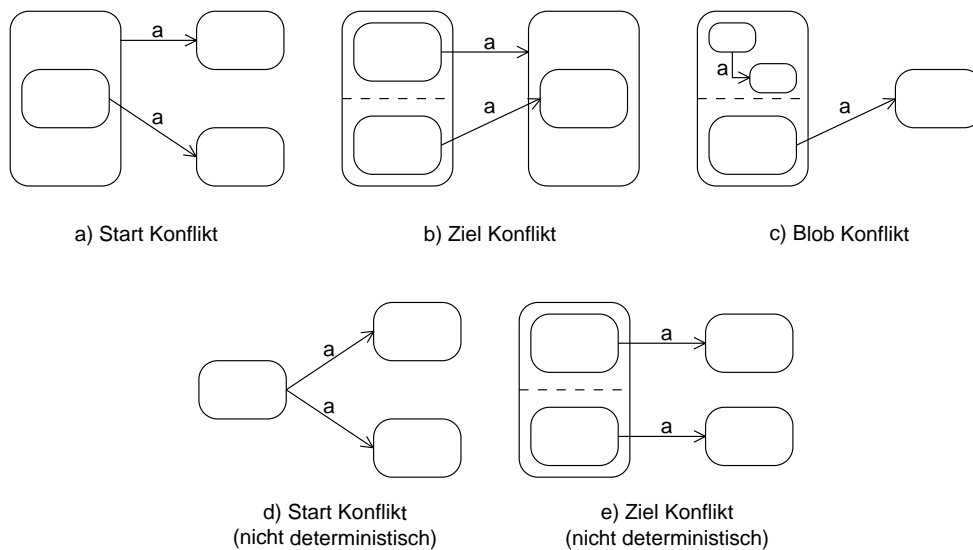 a
a
a
a
a
a
a) Start Konflikt
b) Ziel Konflikt
c) Blob Konflikt
a
a
a
a
d) Start Konflikt
(nicht deterministisch)
e) Ziel Konflikt
(nicht deterministisch)